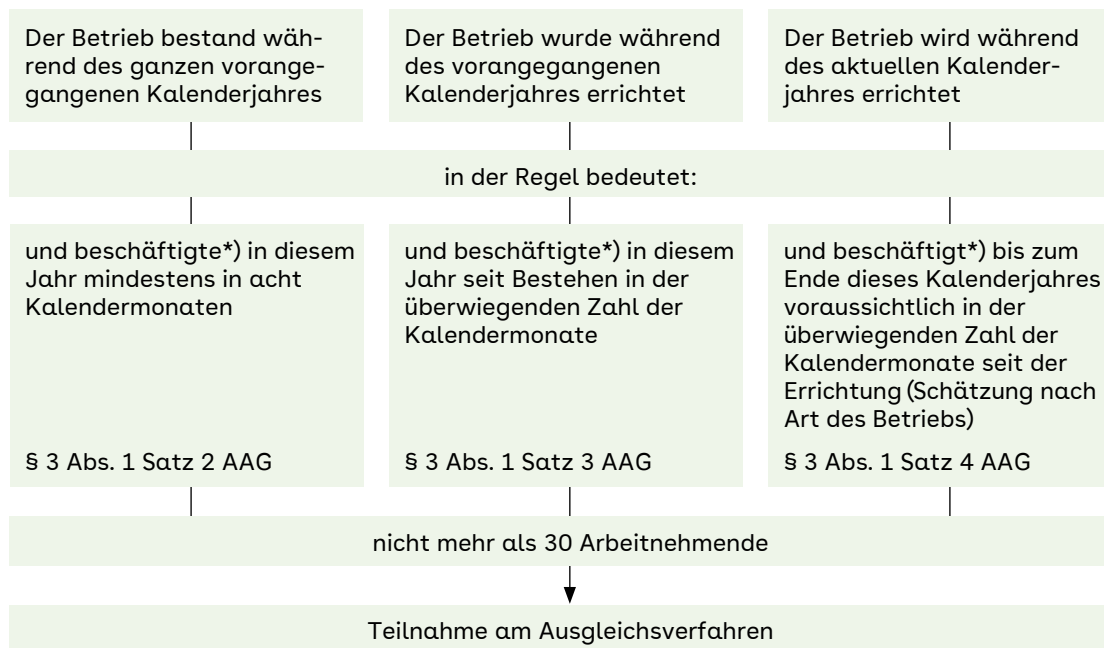 Der Betrieb bestand wäh-
rend des ganzen vorange-
gangenen Kalenderjahres
Der Betrieb wurde während
des vorangegangenen
Kalenderjahres errichtet
Der Betrieb wird während
des aktuellen Kalender-
jahres errichtet
in der Regel bedeutet:
und beschäftigte*) in diesem
Jahr mindestens in acht
Kalendermonaten
§ 3 Abs. 1 Satz 2 AAG
und beschäftigte*) in diesem
Jahr seit Bestehen in der
überwiegenden Zahl der
Kalendermonate
§ 3 Abs. 1 Satz 3 AAG
und beschäftigt*) bis zum
Ende dieses Kalenderjahres
voraussichtlich in der
überwiegenden Zahl der
Kalendermonate seit der
Errichtung (Schätzung nach
Art des Betriebs)
§ 3 Abs. 1 Satz 4 AAG
nicht mehr als 30 Arbeitnehmende
Teilnahme am Ausgleichsverfahren